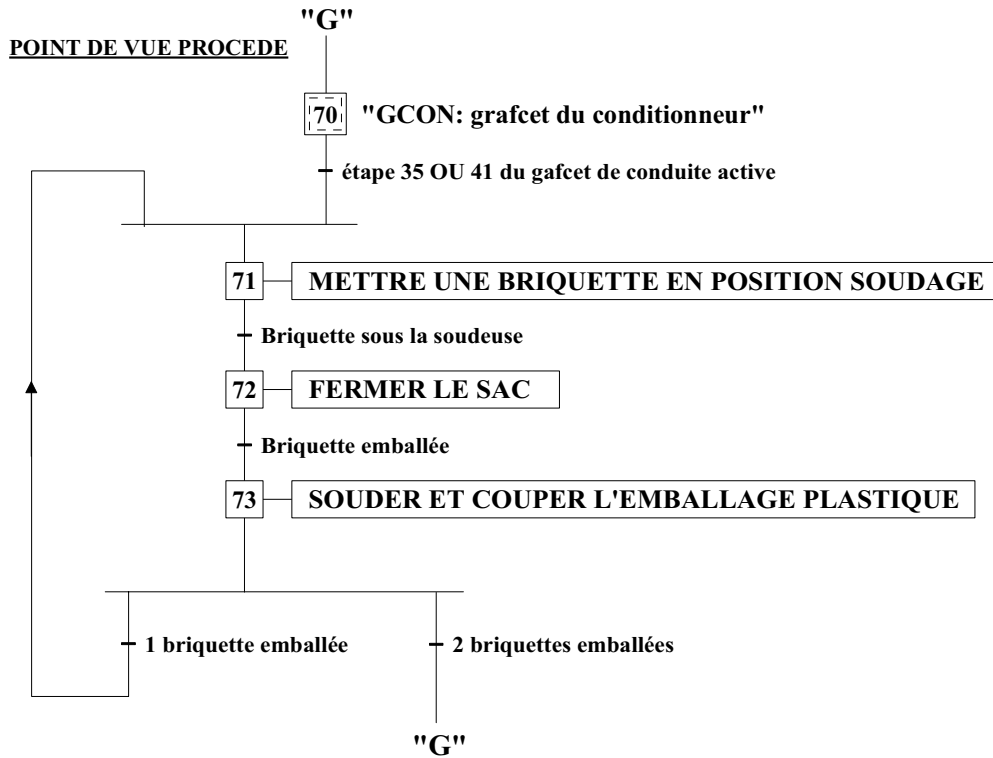 "G"
POINT DE VUE PROCEDE
70 "GCON: grafcet du conditionneur"
étape 35 OU 41 du gafcet de conduite active
71 METTRE UNE BRIQUETTE EN POSITION SOUDAGE
Briquette sous la soudeuse
72 FERMER LE SAC
Briquette emballée
73 SOUDER ET COUPER L'EMBALLAGE PLASTIQUE
1 briquette emballée
2 briquettes emballées
"G"